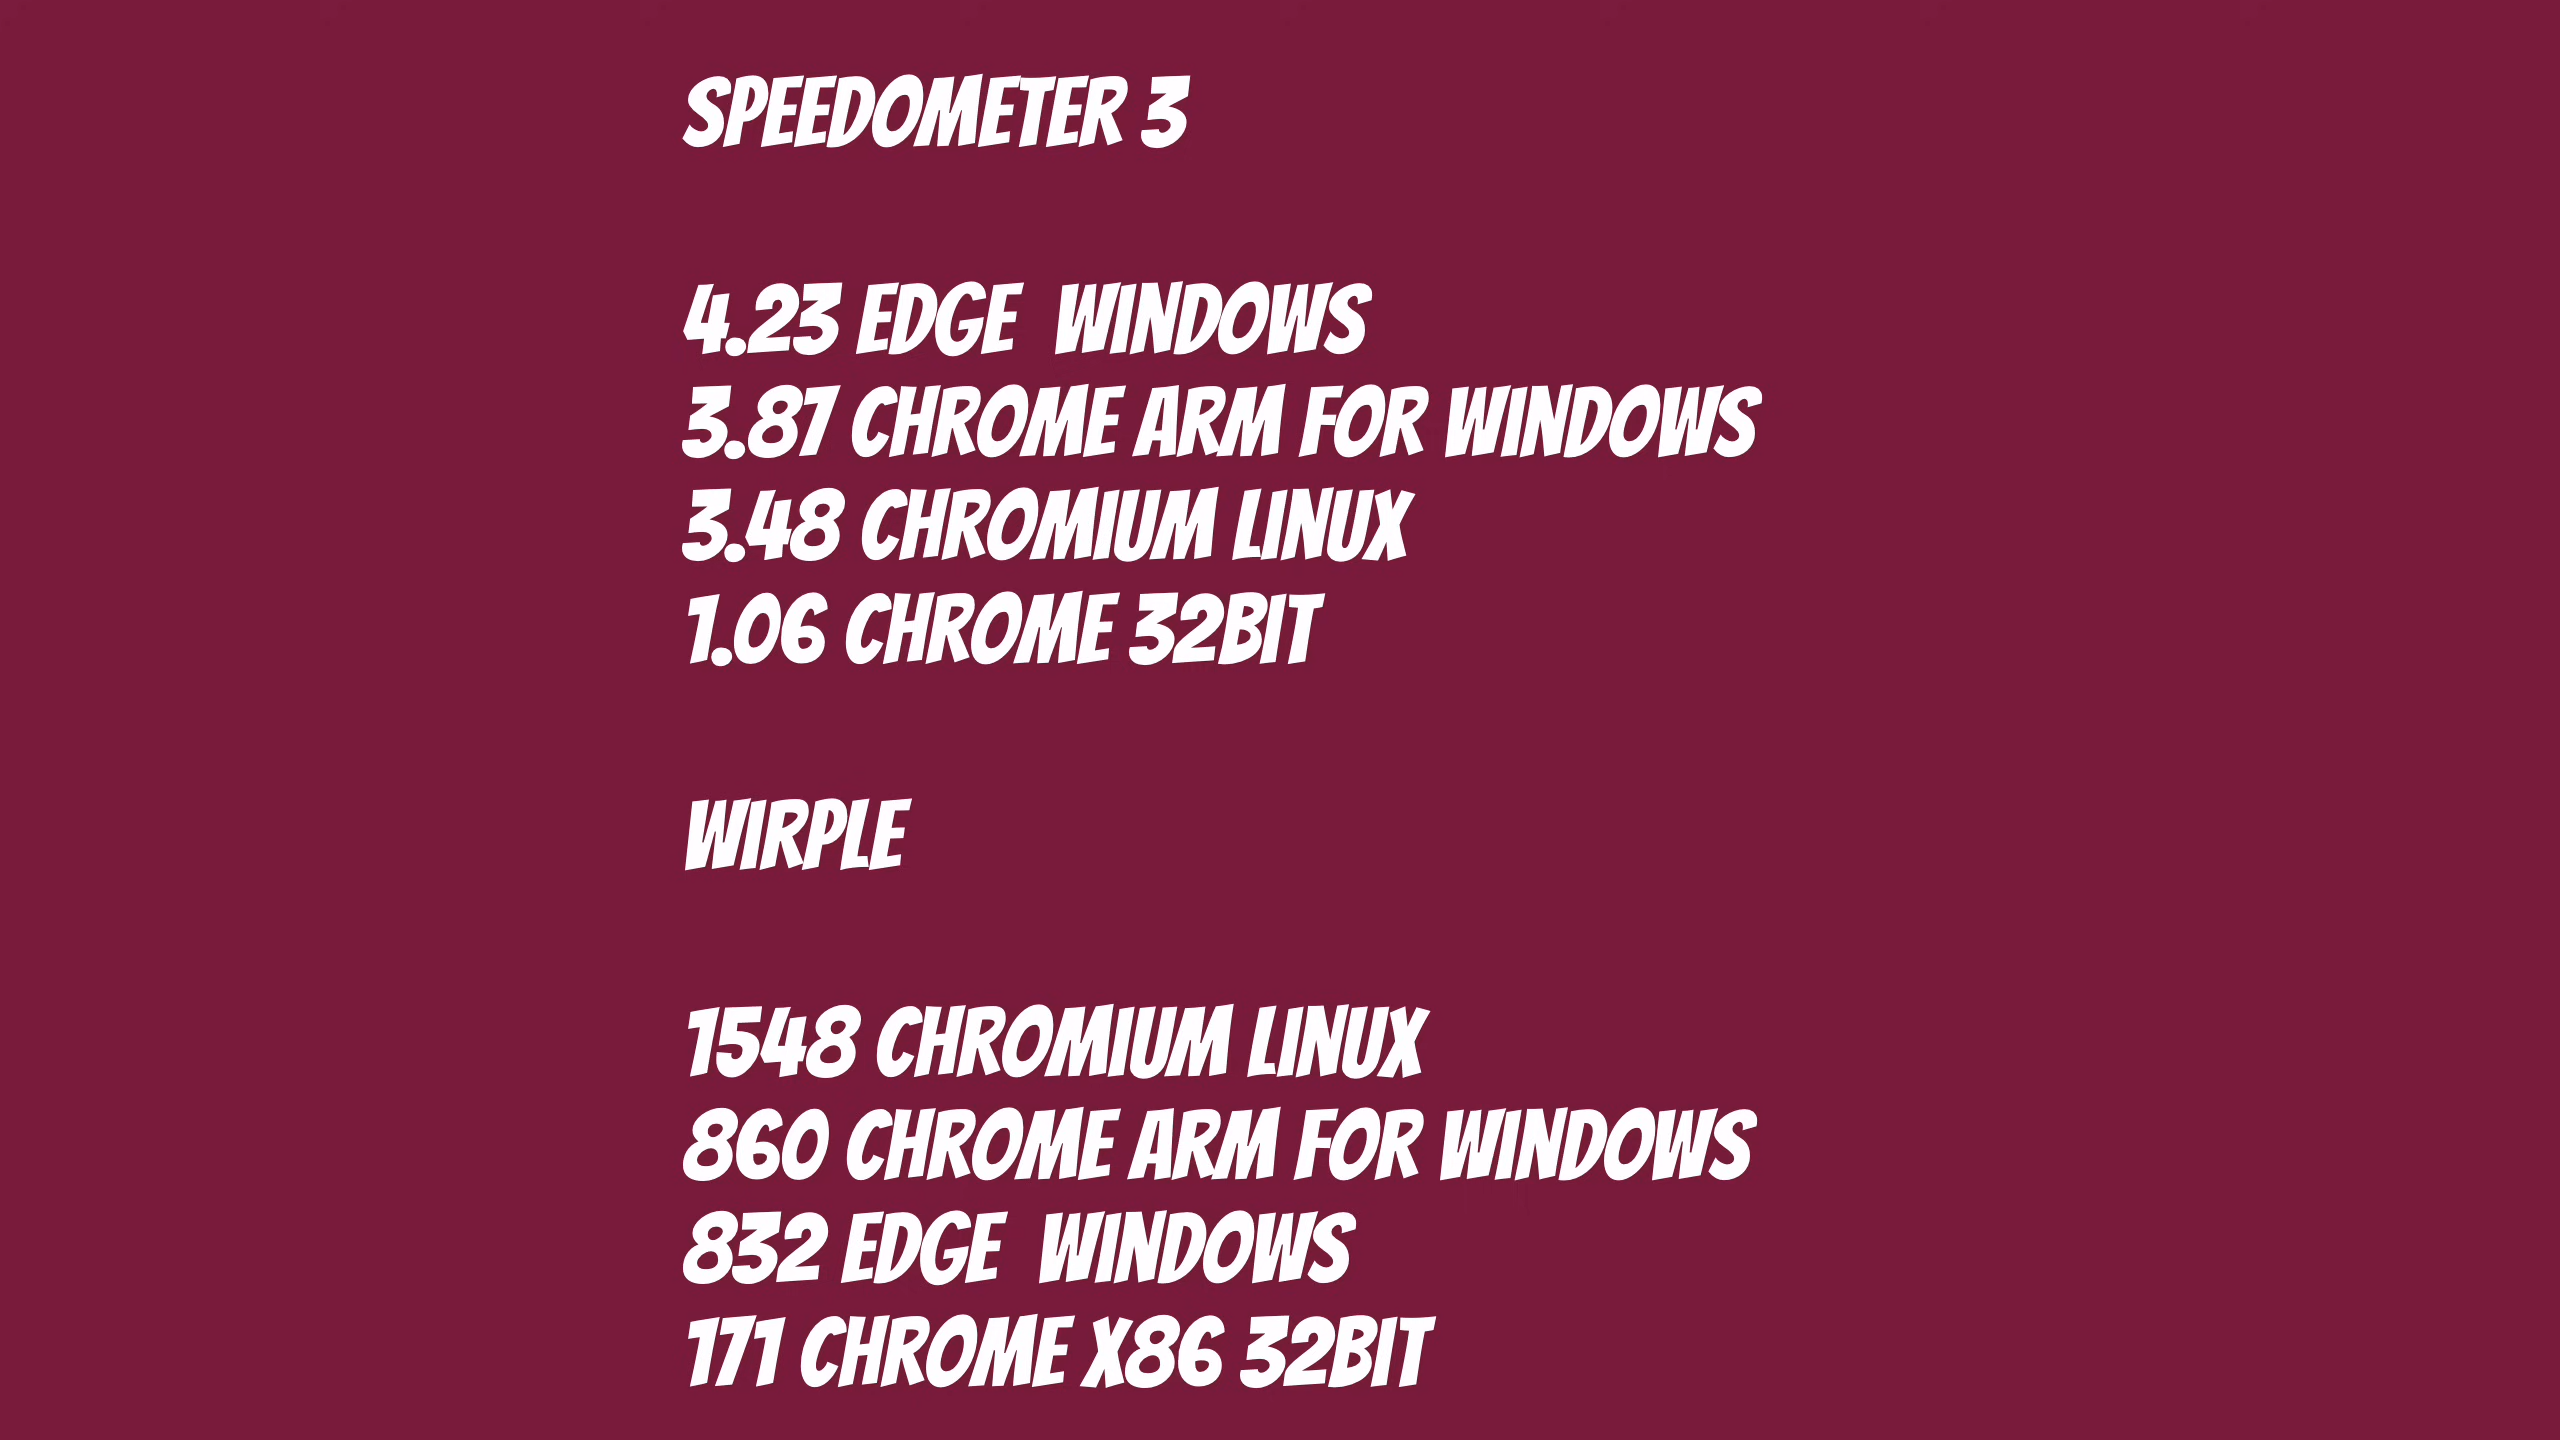 SPEEDOMETER 3
4.23 EDGE  WINDOWS
3.87 CHROME ARM FOR WINDOWS
3.48 CHROMIUM LINUX
1.06 CHROME 32BIT
WIRPLE
1548 CHROMIUM LINUX
860 CHROME ARM FOR WINDOWS
832 EDGE  WINDOWS
171 CHROME X86 32BIT